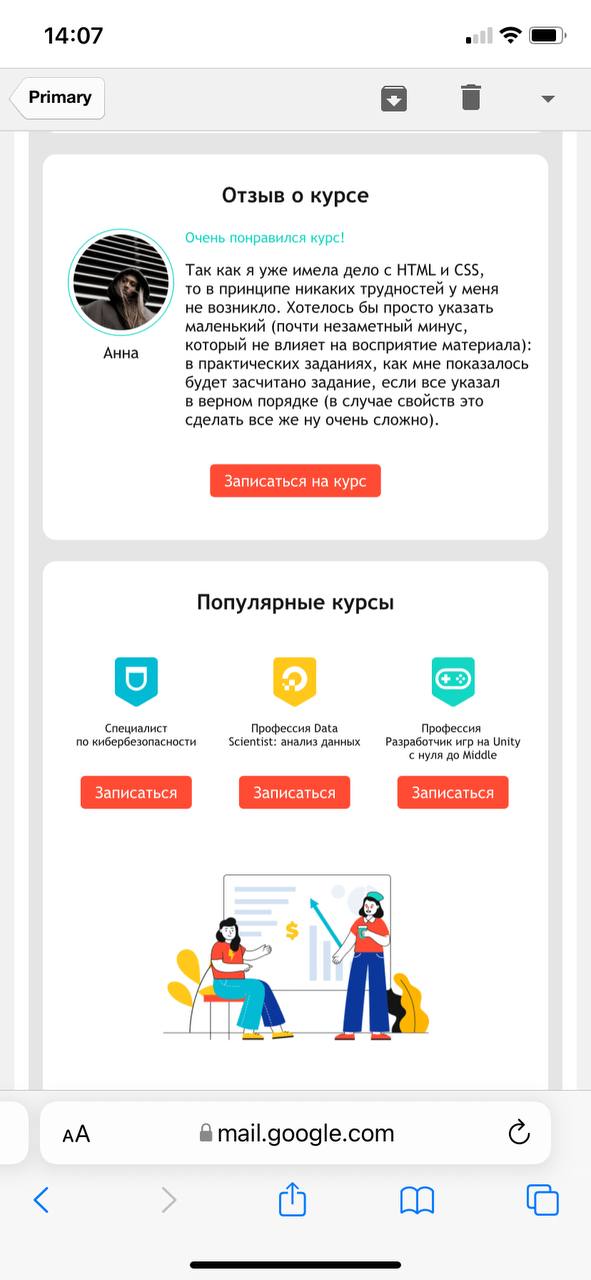 14:07
Primary
Отзыв о курсе
Очень понравился курс!
Так как я уже имела дело с HTML и CSS,
то в принципе никаких трудностей у меня
не возникло. Хотелось бы просто указать
маленький (почти незаметный минус,
который не влияет на восприятие материала):
в практических заданиях, как мне показалось
будет засчитано задание, если все указал
в верном порядке (в случае свойств это
сделать все же ну очень сложно).
Анна
Записаться на курс
Популярные курсы
Специалист
по кибербезопасности
Профессия Data
Scientist: анализ данных
Профессия
Разработчик игр на Unity
с нуля до Middle
Записаться
Записаться
Записаться
$
AA
mail.google.com